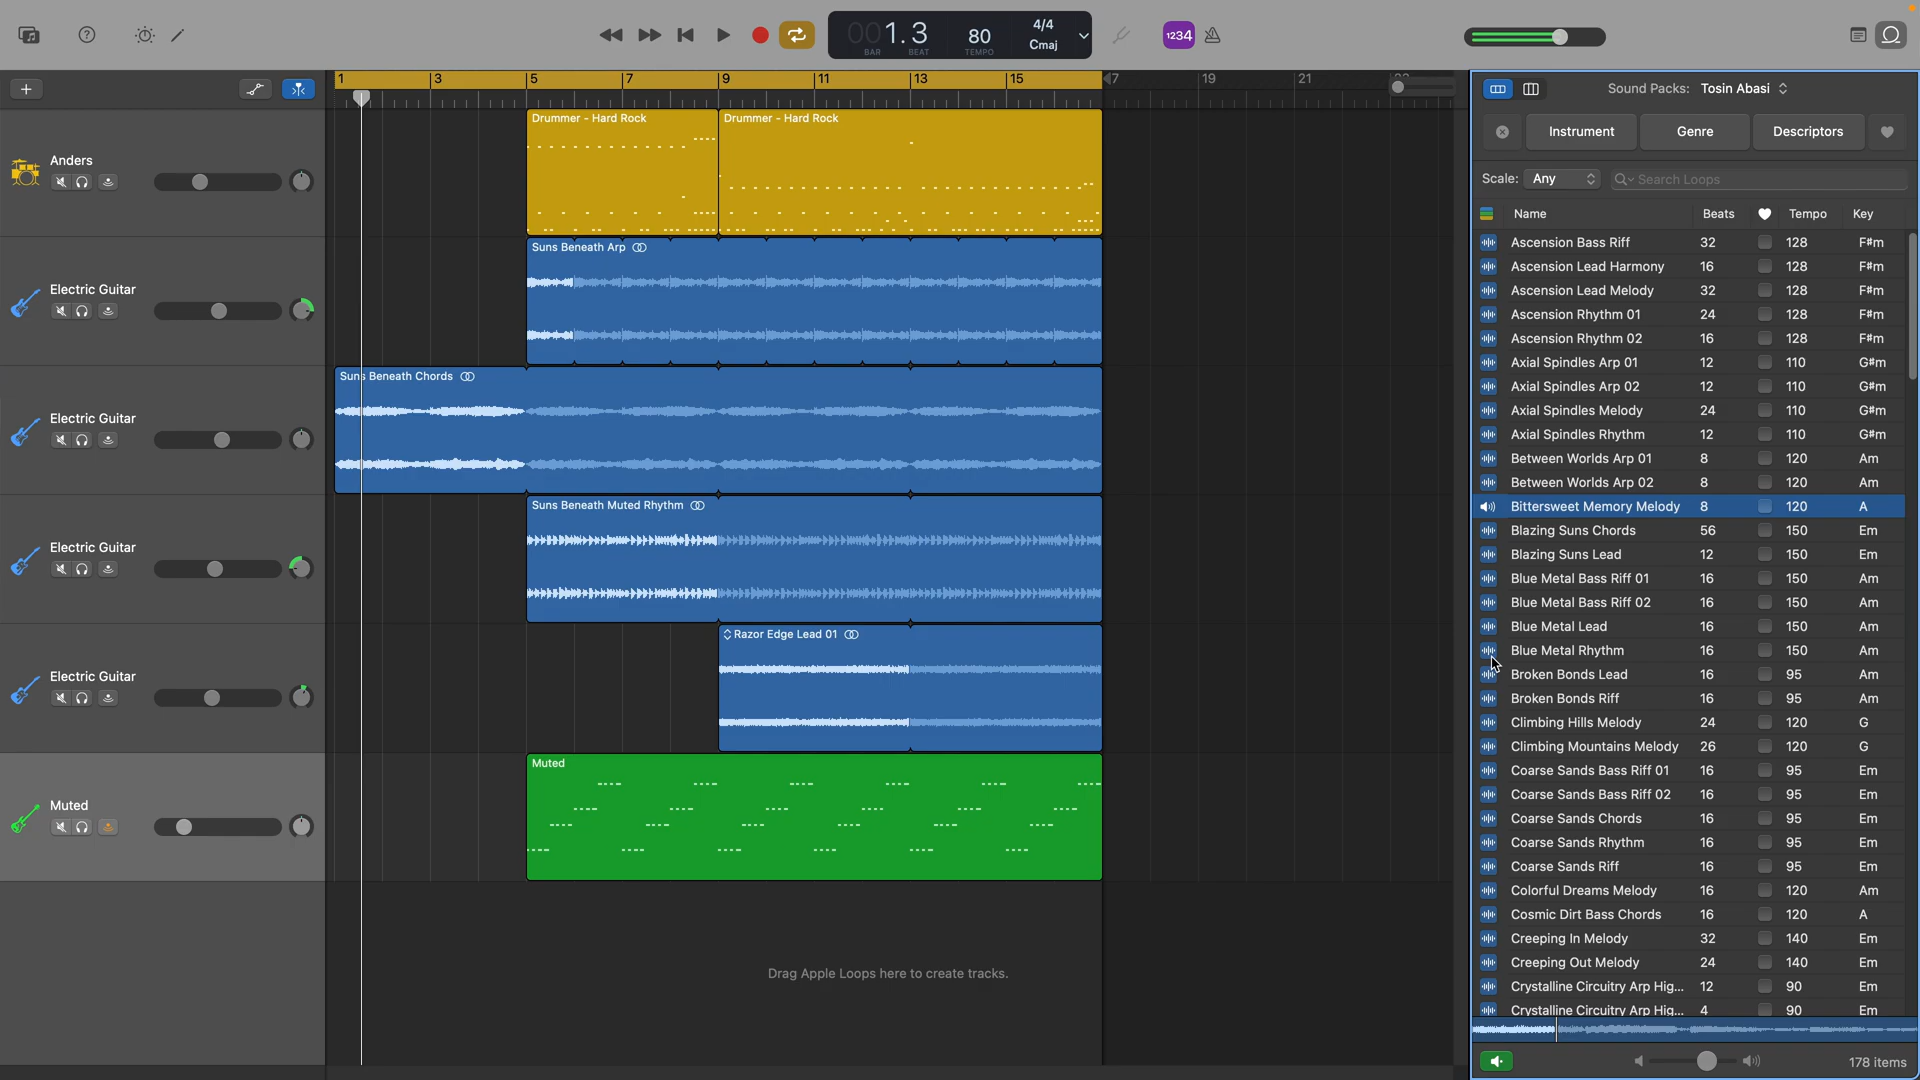 001.3
BAR
BEAT
80
TEMPO
4/4
Cmaj
1234
1
3
5
7
9
11
13
15
17
19
21
Sound Packs: Tosin Abasi
Instrument
Genre
Descriptors
Scale: Any
Search Loops
Name Beats Tempo Key
Ascension Bass Riff 32 128 F#m
Ascension Lead Harmony 16 128 F#m
Ascension Lead Melody 32 128 F#m
Ascension Rhythm 01 24 128 F#m
Ascension Rhythm 02 16 128 F#m
Axial Spindles Arp 01 12 110 G#m
Axial Spindles Arp 02 12 110 G#m
Axial Spindles Melody 24 110 G#m
Axial Spindles Rhythm 12 110 G#m
Between Worlds Arp 01 8 120 Am
Between Worlds Arp 02 8 120 Am
Bittersweet Memory Melody 8 120 A
Blazing Suns Chords 56 150 Em
Blazing Suns Lead 12 150 Em
Blue Metal Bass Riff 01 16 150 Am
Blue Metal Bass Riff 02 16 150 Am
Blue Metal Lead 16 150 Am
Blue Metal Rhythm 16 150 Am
Broken Bonds Lead 16 95 Am
Broken Bonds Riff 16 95 Am
Climbing Hills Melody 24 120 G
Climbing Mountains Melody 26 120 G
Coarse Sands Bass Riff 01 16 95 Em
Coarse Sands Bass Riff 02 16 95 Em
Coarse Sands Chords 16 95 Em
Coarse Sands Rhythm 16 95 Em
Coarse Sands Riff 16 95 Em
Colorful Dreams Melody 16 120 Am
Cosmic Dirt Bass Chords 16 120 A
Creeping In Melody 32 140 Em
Creeping Out Melody 24 140 Em
Crystalline Circuitry Arp Hig... 12 90 Em
Crystalline Circuitry Arp Hig... 4 90 Em
178 items
Anders
Electric Guitar
Electric Guitar
Electric Guitar
Electric Guitar
Muted
Drummer - Hard Rock
Drummer - Hard Rock
Suns Beneath Arp
Suns Beneath Chords
Suns Beneath Muted Rhythm
Razor Edge Lead 01
Muted
Drag Apple Loops here to create tracks.